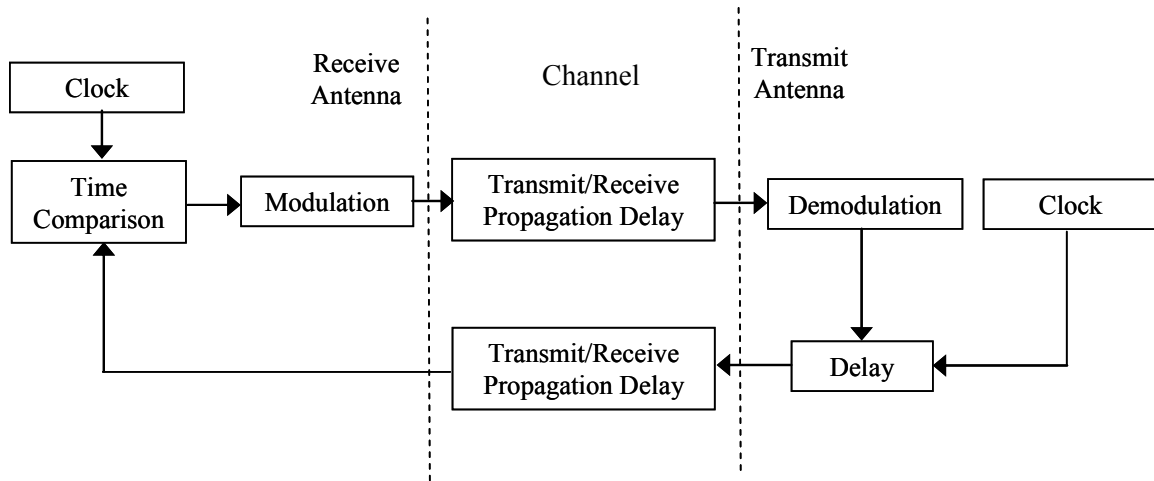 Receive
Antenna
Channel
Transmit
Antenna
Clock
Time
Comparison
Modulation
Transmit/Receive
Propagation Delay
Demodulation
Clock
Transmit/Receive
Propagation Delay
Delay